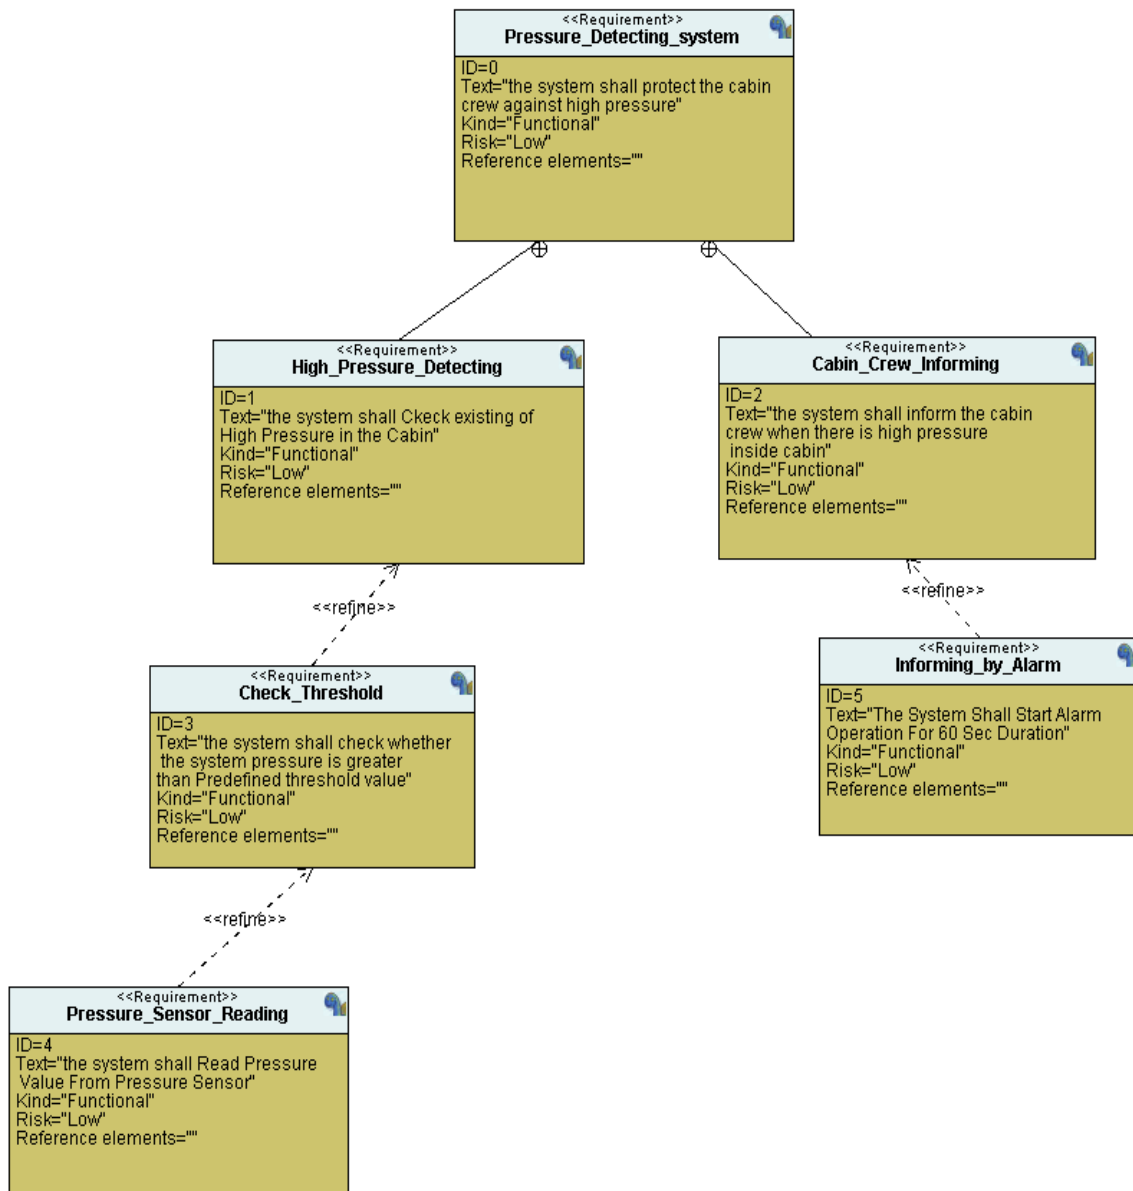 <<Requirement>>
Pressure_Detecting_system
ID=0
Text="the system shall protect the cabin
crew against high pressure"
Kind="Functional"
Risk="Low"
Reference elements=""
<<Requirement>>
High_Pressure_Detecting
ID=1
Text="the system shall Ckeck existing of
High Pressure in the Cabin"
Kind="Functional"
Risk="Low"
Reference elements=""
<<Requirement>>
Cabin_Crew_Informing
ID=2
Text="the system shall inform the cabin
crew when there is high pressure
inside cabin"
Kind="Functional"
Risk="Low"
Reference elements=""
<<refine>>
<<refine>>
<<Requirement>>
Check_Threshold
ID=3
Text="the system shall check whether
the system pressure is greater
than Predefined threshold value"
Kind="Functional"
Risk="Low"
Reference elements=""
<<Requirement>>
Informing_by_Alarm
ID=5
Text="The System Shall Start Alarm
Operation For 60 Sec Duration"
Kind="Functional"
Risk="Low"
Reference elements=""
<<refine>>
<<Requirement>>
Pressure_Sensor_Reading
ID=4
Text="the system shall Read Pressure
Value From Pressure Sensor"
Kind="Functional"
Risk="Low"
Reference elements=""